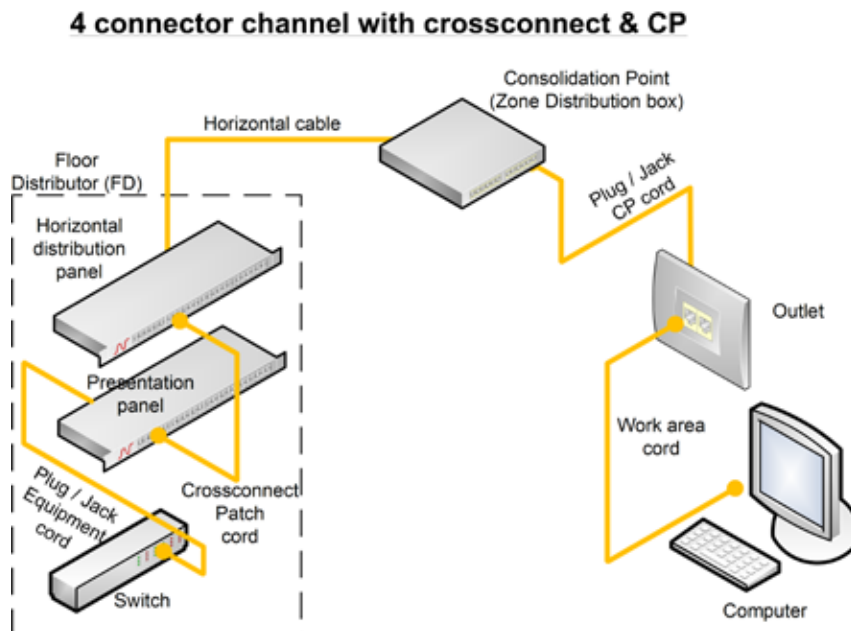 4 connector channel with crossconnect & CP
Consolidation Point
(Zone Distribution box)
Horizontal cable
Floor
Distributor (FD)
Plug / Jack
CP cord
Horizontal
distribution
panel
Outlet
Presentation
panel
Work area
cord
Plug / Jack
Equipment
cord
Crossconnect
Patch
cord
Switch
Computer